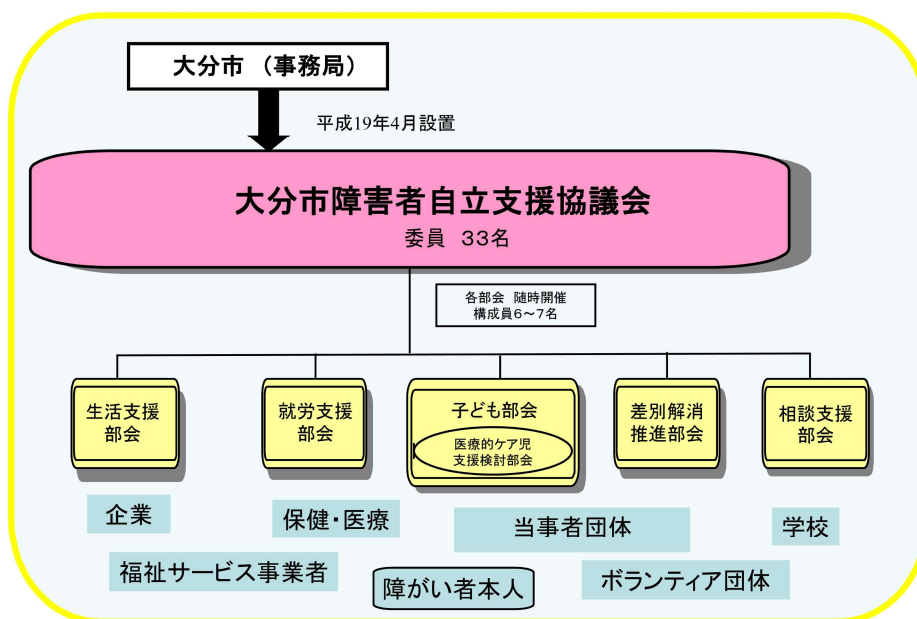 大分市 （事務局）
平成19年4月設置
大分市障害者自立支援協議会
委員 33名
各部会 随時開催
構成員6～7名
生活支援
部会
就労支援
部会
子ども部会
医療的ケア児
支援検討部会
差別解消
推進部会
相談支援
部会
企業
保健・医療
当事者団体
学校
福祉サービス事業者
障がい者本人
ボランティア団体